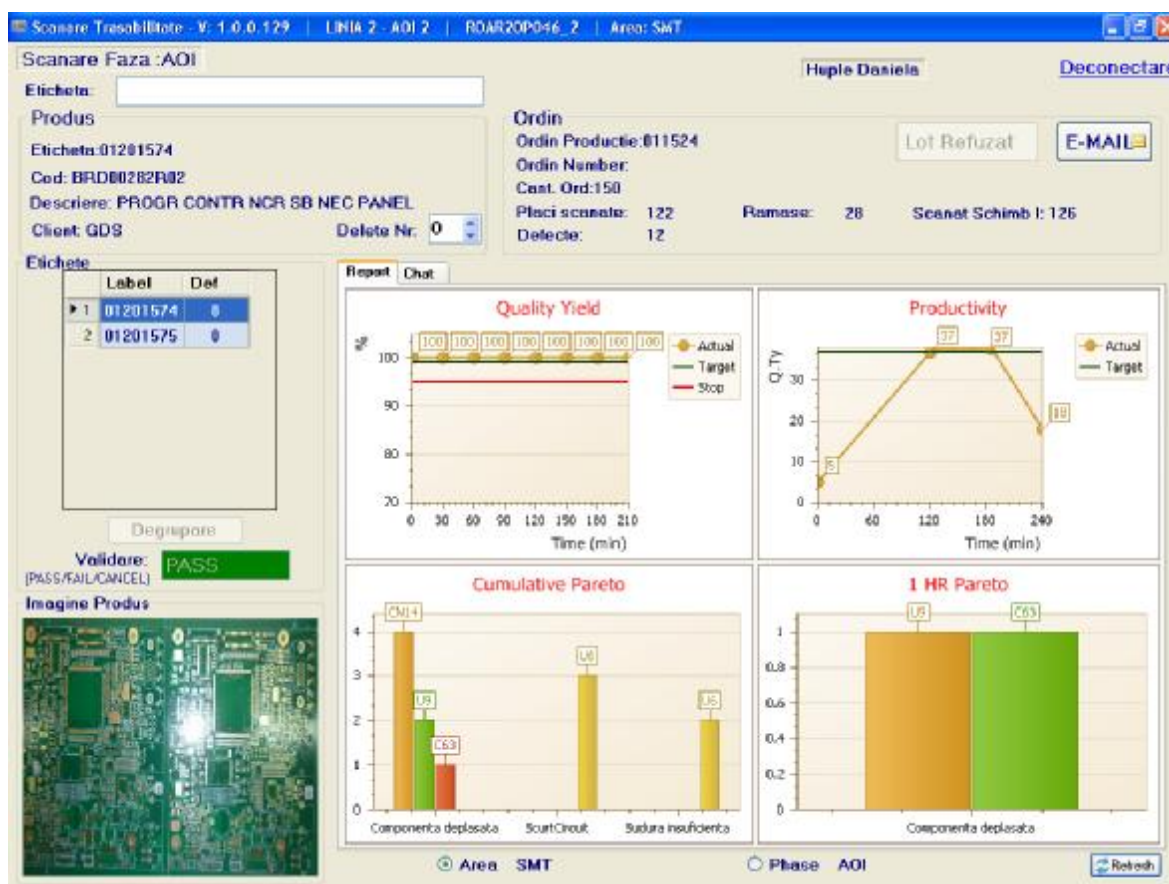 Scanare Trasabilitate - V: 1.0.0.129 | LINIA 2 - AOI 2 | ROAR20P046_2 | Area: SMT
Scanare Faza :AOI
Huple Daniela
Deconectare
Eticheta:
Produs
Eticheta:01201574
Cod: BRD00282R02
Descriere: PROGR CONTR NCR SB NEC PANEL
Client: GDS
Delete Nr: 0
Ordin
Ordin Productie:011524
Ordin Number:
Cant. Ord:150
Placi scanate: 122 Ramase: 28 Scanat Schimb I: 126
Defecte: 12
Lot Refuzat
E-MAIL
Etichete
Label Def
1 01201574 0
2 01201575 0
Degrupare
Validare: PASS
(PASS/FAIL/CANCEL)
Imagine Produs
Report Chat
Quality Yield
%
100 100 100 100 100 100 100 100
Actual
Target
Stop
100
90
80
70
0 30 60 90 120 150 180 210
Time (min)
Productivity
Q.Ty
37 37
5
18
Actual
Target
30
20
10
0
0 60 120 180 240
Time (min)
Cumulative Pareto
CN14
U9
C63
U6
U6
4
3
2
1
0
Componenta deplasata ScurtCircuit Sudura insuficienta
1 HR Pareto
U9 C63
1
0.8
0.6
0.4
0.2
0
Componenta deplasata
Area SMT
Phase AOI
Refresh